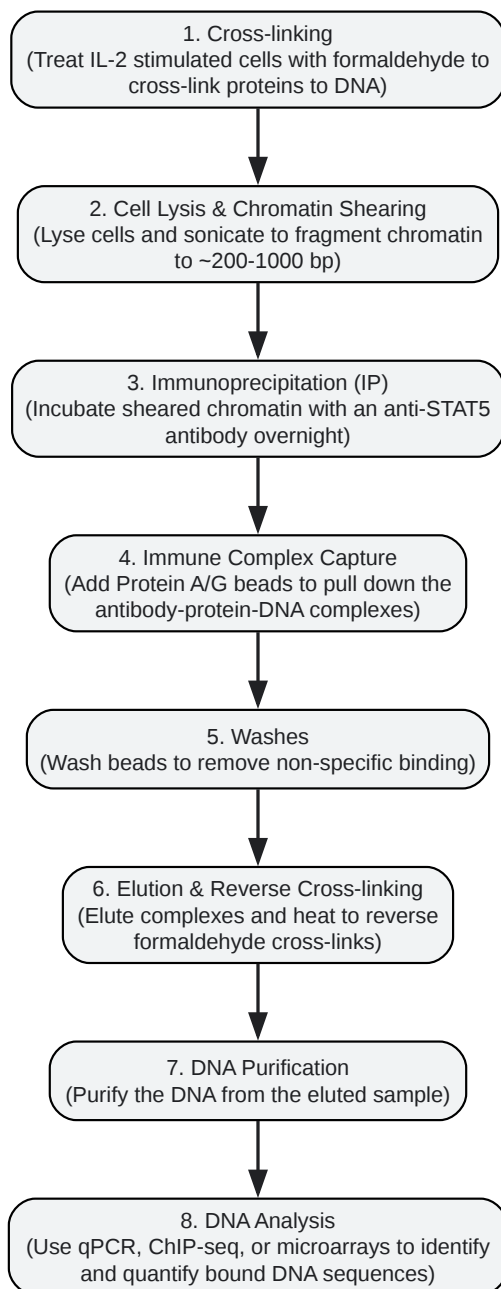 1. Cross-linking
(Treat IL-2 stimulated cells with formaldehyde to
cross-link proteins to DNA)
2. Cell Lysis & Chromatin Shearing
(Lyse cells and sonicate to fragment chromatin
to ~200-1000 bp)
3. Immunoprecipitation (IP)
(Incubate sheared chromatin with an anti-STAT5
antibody overnight)
4. Immune Complex Capture
(Add Protein A/G beads to pull down the
antibody-protein-DNA complexes)
5. Washes
(Wash beads to remove non-specific binding)
6. Elution & Reverse Cross-linking
(Elute complexes and heat to reverse
formaldehyde cross-links)
7. DNA Purification
(Purify the DNA from the eluted sample)
8. DNA Analysis
(Use qPCR, ChIP-seq, or microarrays to identify
and quantify bound DNA sequences)